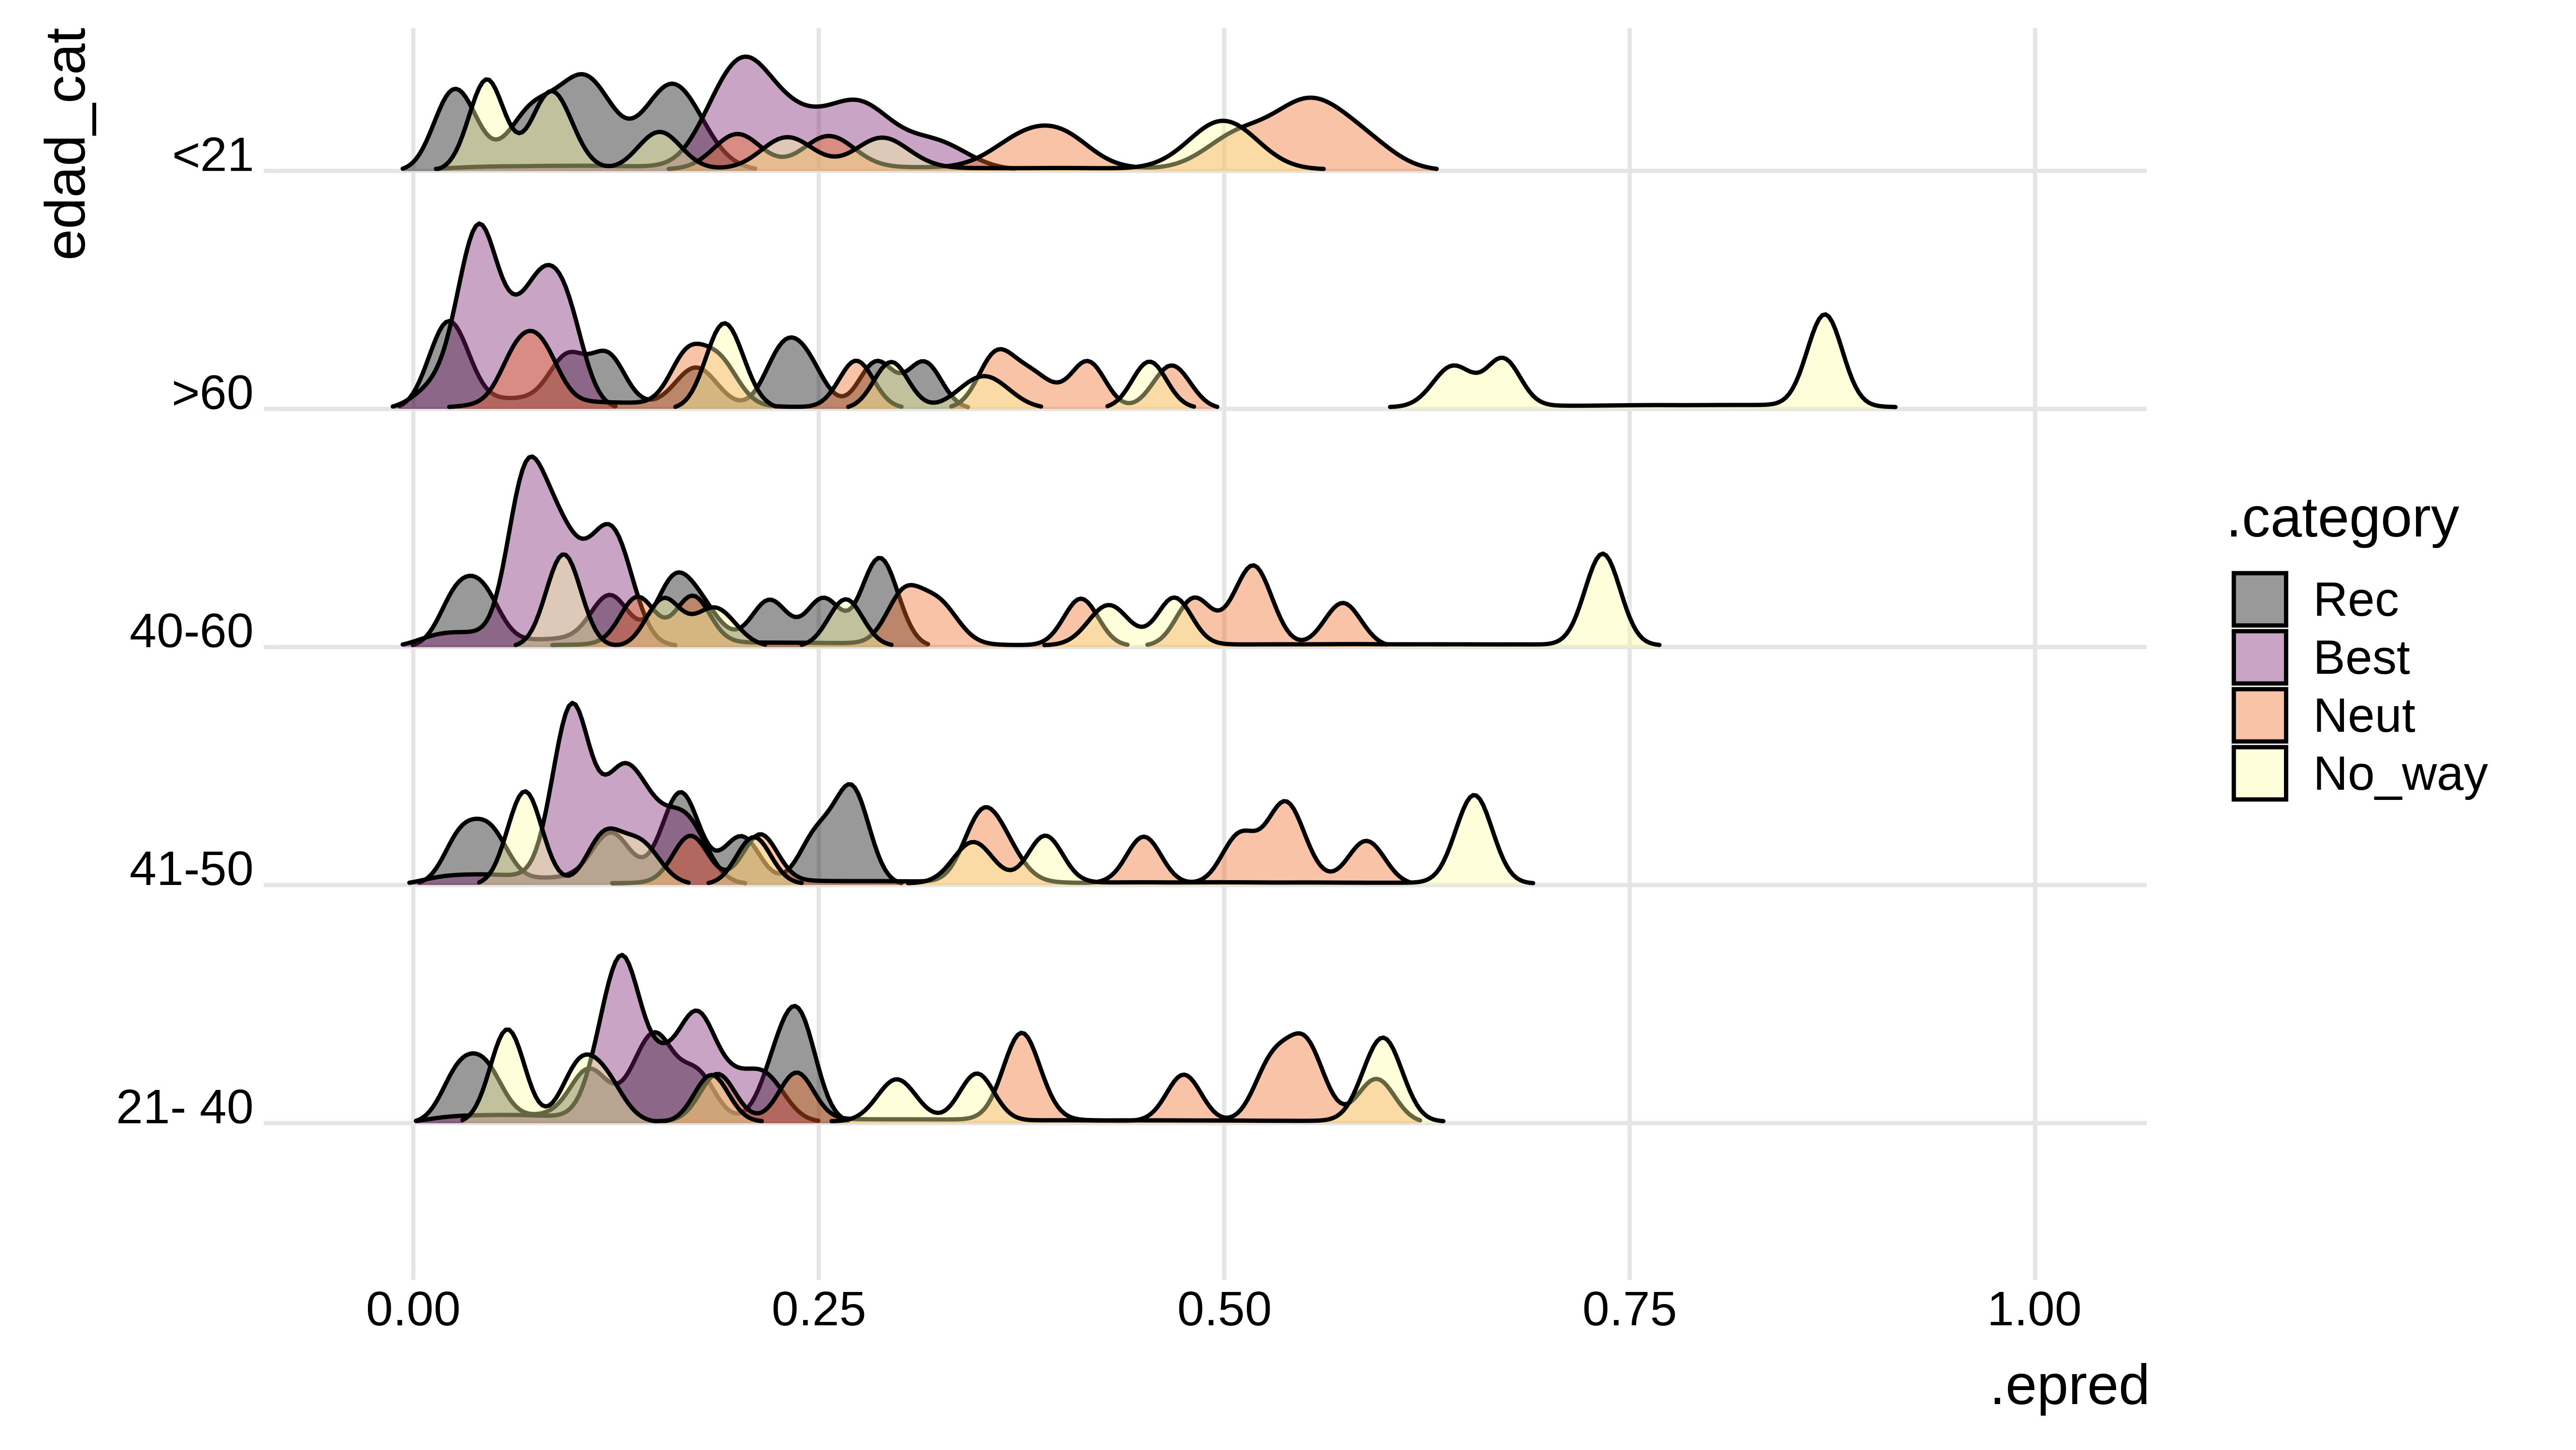 edad_cat
<21
>60
40-60
41-50
21- 40
0.00 0.25 0.50 0.75 1.00
.epred
.category
Rec
Best
Neut
No_way